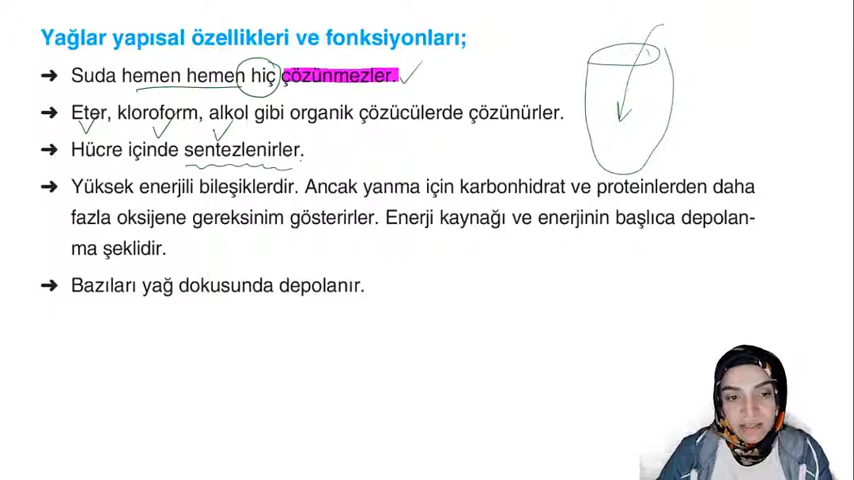 Yağlar yapısal özellikleri ve fonksiyonları;
➔ Suda hemen hemen hiç çözünmezler.
➔ Eter, kloroform, alkol gibi organik çözücülerde çözünürler.
➔ Hücre içinde sentezlenirler.
➔ Yüksek enerjili bileşiklerdir. Ancak yanma için karbonhidrat ve proteinlerden daha
fazla oksijene gereksinim gösterirler. Enerji kaynağı ve enerjinin başlıca depolan-
ma şeklidir.
➔ Bazıları yağ dokusunda depolanır.